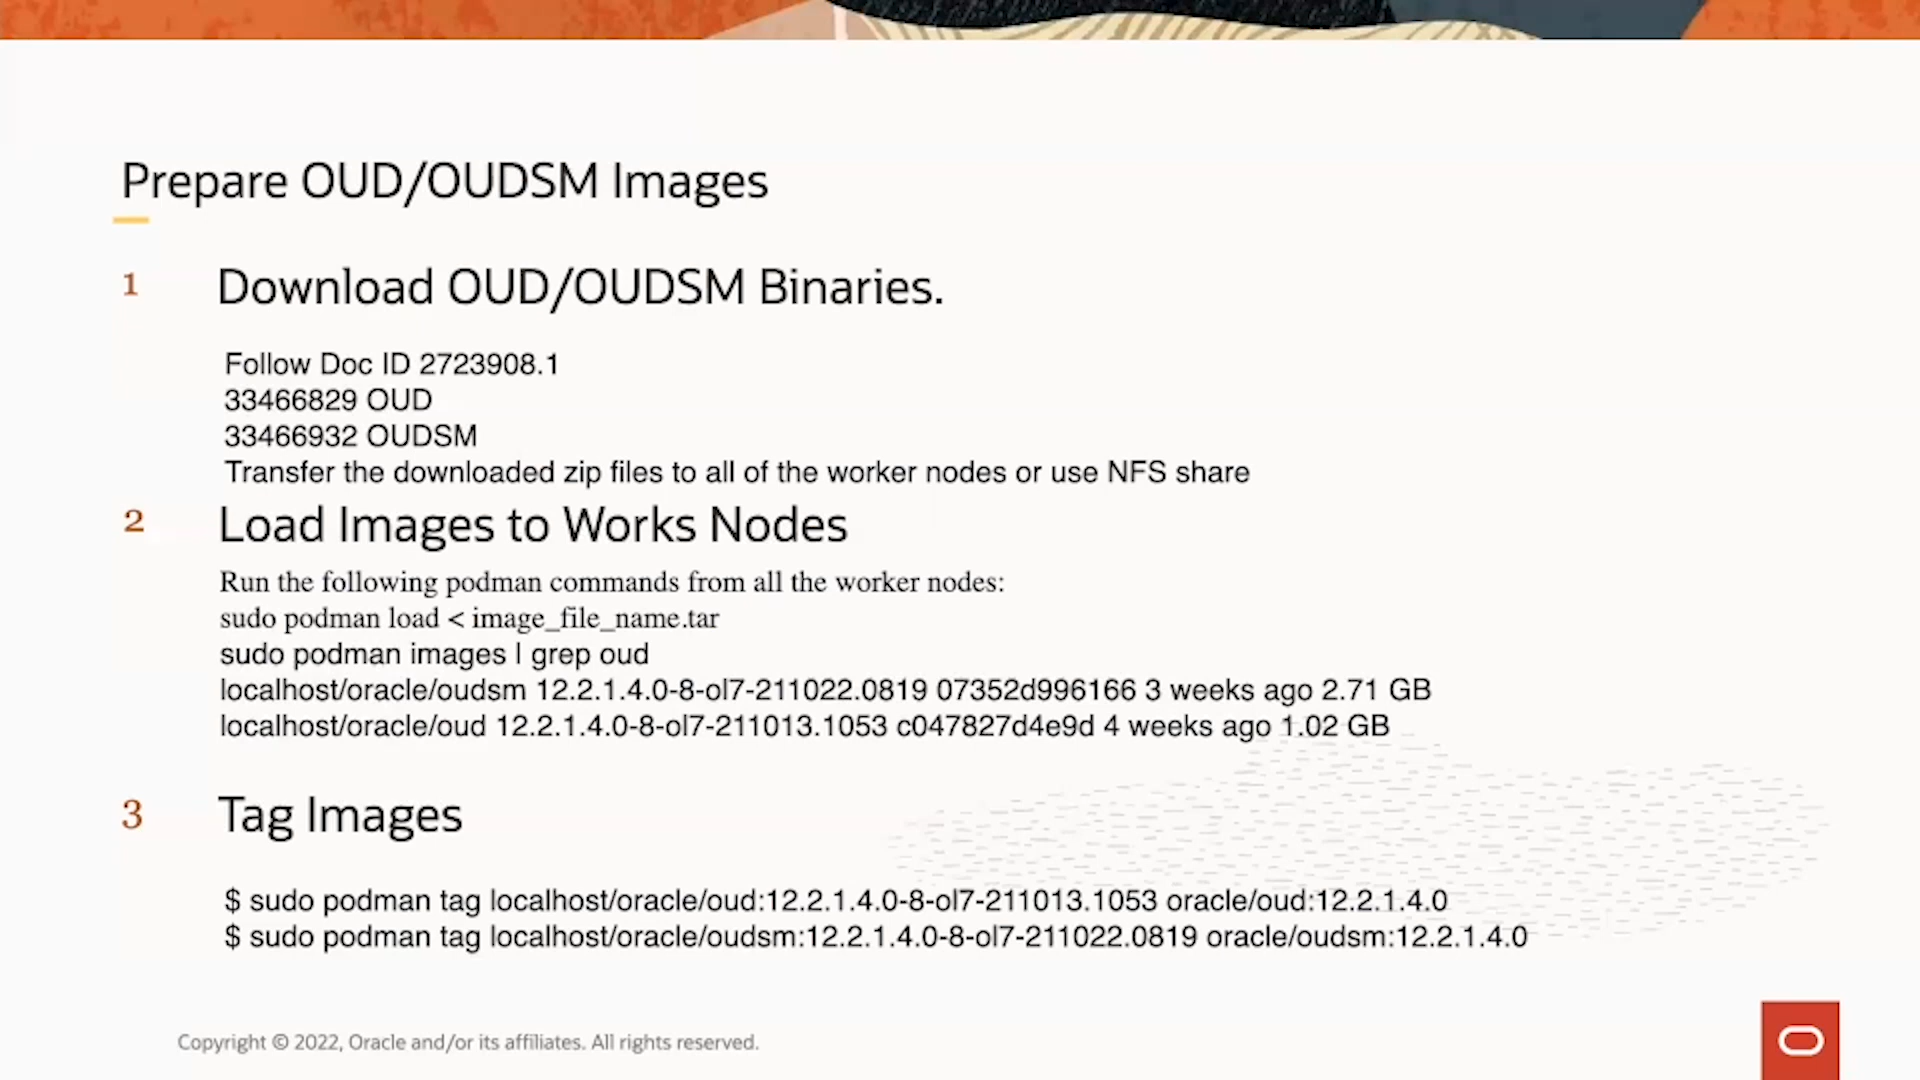 Prepare OUD/OUDSM Images
1 Download OUD/OUDSM Binaries.
Follow Doc ID 2723908.1
33466829 OUD
33466932 OUDSM
Transfer the downloaded zip files to all of the worker nodes or use NFS share
2 Load Images to Works Nodes
Run the following podman commands from all the worker nodes:
sudo podman load < image_file_name.tar
sudo podman images | grep oud
localhost/oracle/oudsm 12.2.1.4.0-8-ol7-211022.0819 07352d996166 3 weeks ago 2.71 GB
localhost/oracle/oud 12.2.1.4.0-8-ol7-211013.1053 c047827d4e9d 4 weeks ago 1.02 GB
3 Tag Images
$ sudo podman tag localhost/oracle/oud:12.2.1.4.0-8-ol7-211013.1053 oracle/oud:12.2.1.4.0
$ sudo podman tag localhost/oracle/oudsm:12.2.1.4.0-8-ol7-211022.0819 oracle/oudsm:12.2.1.4.0
Copyright © 2022, Oracle and/or its affiliates. All rights reserved.